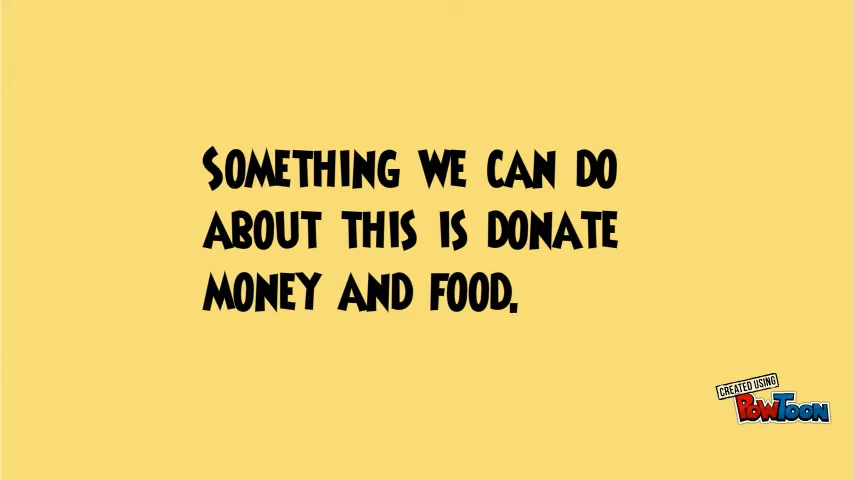 Something we can do
about this is donate
money and food.
CREATED USING
PowToon